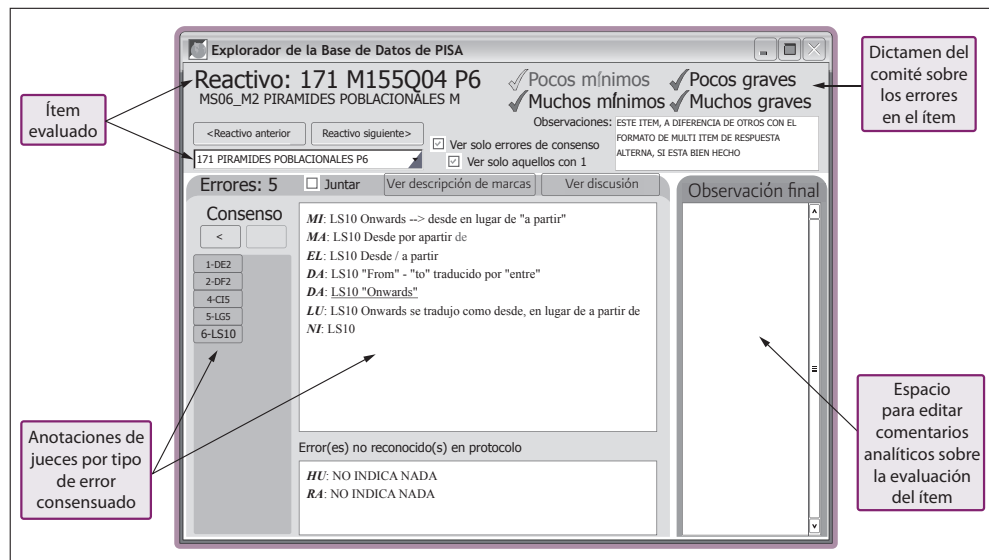 Explorador de la Base de Datos de PISA
Reactivo: 171 M155Q04 P6
MS06_M2 PIRAMIDES POBLACIONALES M
Pocos mínimos
Pocos graves
Muchos mínimos
Muchos graves
Observaciones:
ESTE ITEM, A
DIFERENCIA DE OTROS CON EL
FORMATO DE MULTI ITEM DE RESPUESTA
ALTERNA, SI ESTA BIEN HECHO
<Reactivo anterior
Reactivo siguiente>
Ver solo errores de consenso
Ver solo aquellos con 1
171 PIRAMIDES POBLACIONALES P6
Errores: 5
Juntar
Ver descripción de marcas
Ver discusión
Observación final
Consenso
<
1-DE2
2-DF2
4-CI5
5-LG5
6-LS10
MI: LS10 Onwards --> desde en lugar de "a partir"
MA: LS10 Desde por apartir de
EL: LS10 Desde / a partir
DA: LS10 "From" - "to" traducido por "entre"
DA: LS10 "Onwards"
LU: LS10 Onwards se tradujo como desde, en lugar de a partir de
NI: LS10
Error(es) no reconocido(s) en protocolo
HU: NO INDICA NADA
RA: NO INDICA NADA
Ítem
evaluado
Anotaciones de
jueces por tipo
de error
consensuado
Dictamen del
comité sobre
los errores
en el ítem
Espacio
para editar
comentarios
analíticos sobre
la evaluación
del ítem